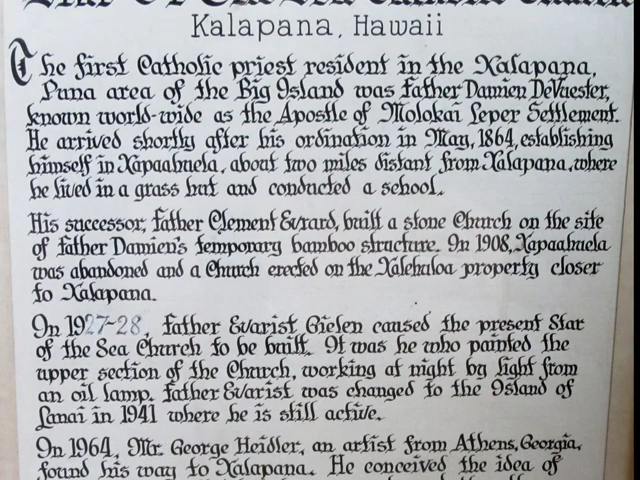 Star Of The Sea Catholic Church
Kalapana, Hawaii
The first Catholic priest resident in the Kalapana,
Puna area of the Big Island was Father Damien DeVuester,
known world-wide as the Apostle of Molokai Leper Settlement.
He arrived shortly after his ordination in May, 1864, establishing
himself in Kapaahuela, about two miles distant from Kalapana, where
he lived in a grass hut and conducted a school.
His successor, Father Clement Evrard, built a stone Church on the site
of Father Damien's temporary bamboo structure. In 1908, Kapaahuela
was abandoned and a Church erected on the Kalehuloa property closer
to Kalapana.
In 1927-28, Father Evarist Gielen caused the present Star
of the Sea Church to be built. It was he who painted the
upper section of the Church, working at night by light from
an oil lamp. Father Evarist was changed to the Island of
Lanai in 1941 where he is still active.
In 1964, Mr. George Heidler, an artist from Athens, Georgia,
found his way to Kalapana. He conceived the idea of